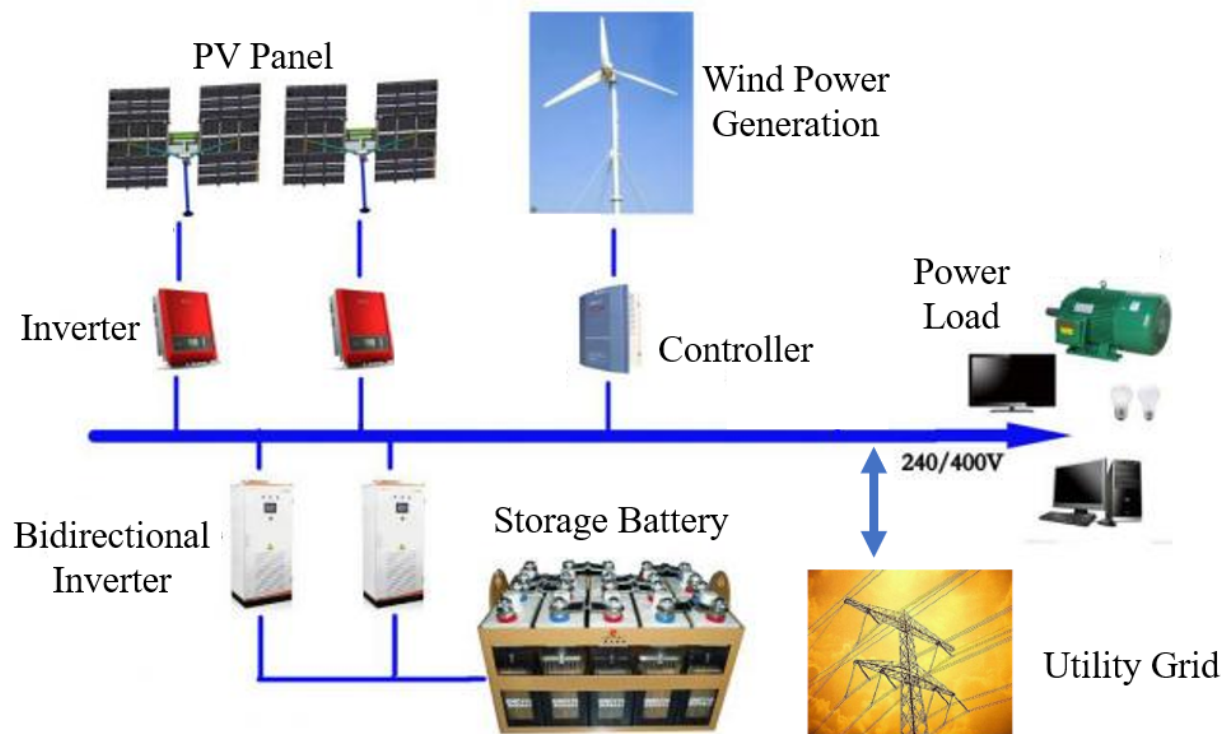 PV Panel
Wind Power
Generation
Inverter
Controller
Power
Load
240/400V
Bidirectional
Inverter
Storage Battery
Utility Grid